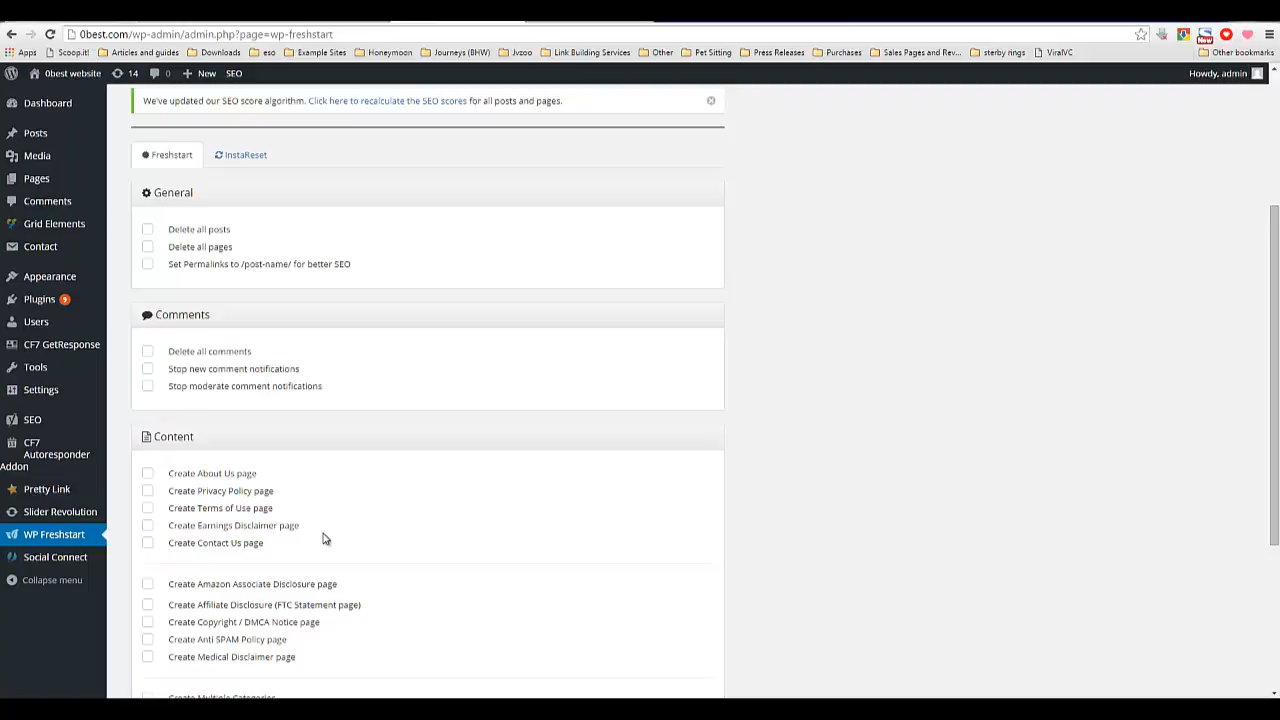 0best.com/wp-admin/admin.php?page=wp-freshstart
Apps Scoop.it! Articles and guides Downloads eso Example Sites Honeymoon Journeys (BHW) Jvzoo Link Building Services Other Pet Sitting Press Releases Purchases Sales Pages and Rev... sterby rings ViralVC Other bookmarks
New
0best website 14 0 New SEO Howdy, admin
Dashboard
Posts
Media
Pages
Comments
Grid Elements
Contact
Appearance
Plugins 9
Users
CF7 GetResponse
Tools
Settings
SEO
CF7
Autoresponder
Addon
Pretty Link
Slider Revolution
WP Freshstart
Social Connect
Collapse menu
We've updated our SEO score algorithm. Click here to recalculate the SEO scores for all posts and pages.
Freshstart InstaReset
General
Delete all posts
Delete all pages
Set Permalinks to /post-name/ for better SEO
Comments
Delete all comments
Stop new comment notifications
Stop moderate comment notifications
Content
Create About Us page
Create Privacy Policy page
Create Terms of Use page
Create Earnings Disclaimer page
Create Contact Us page
Create Amazon Associate Disclosure page
Create Affiliate Disclosure (FTC Statement page)
Create Copyright / DMCA Notice page
Create Anti SPAM Policy page
Create Medical Disclaimer page
Create Multiple Categories